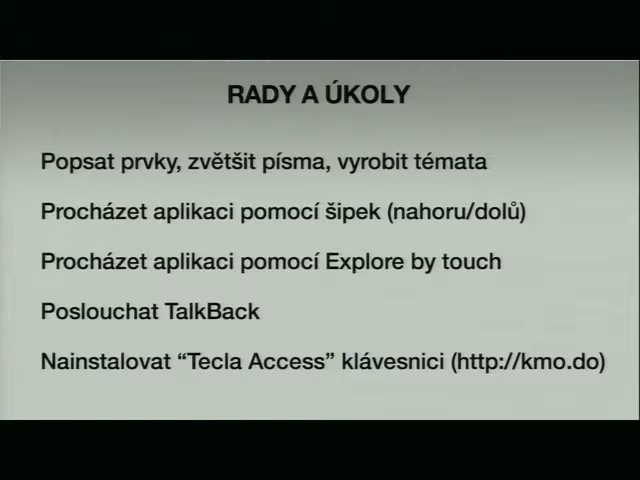 RADY A ÚKOLY
Popsat prvky, zvětšit písma, vyrobit témata
Procházet aplikaci pomocí šipek (nahoru/dolů)
Procházet aplikaci pomocí Explore by touch
Poslouchat TalkBack
Nainstalovat “Tecla Access” klávesnici (http://kmo.do)